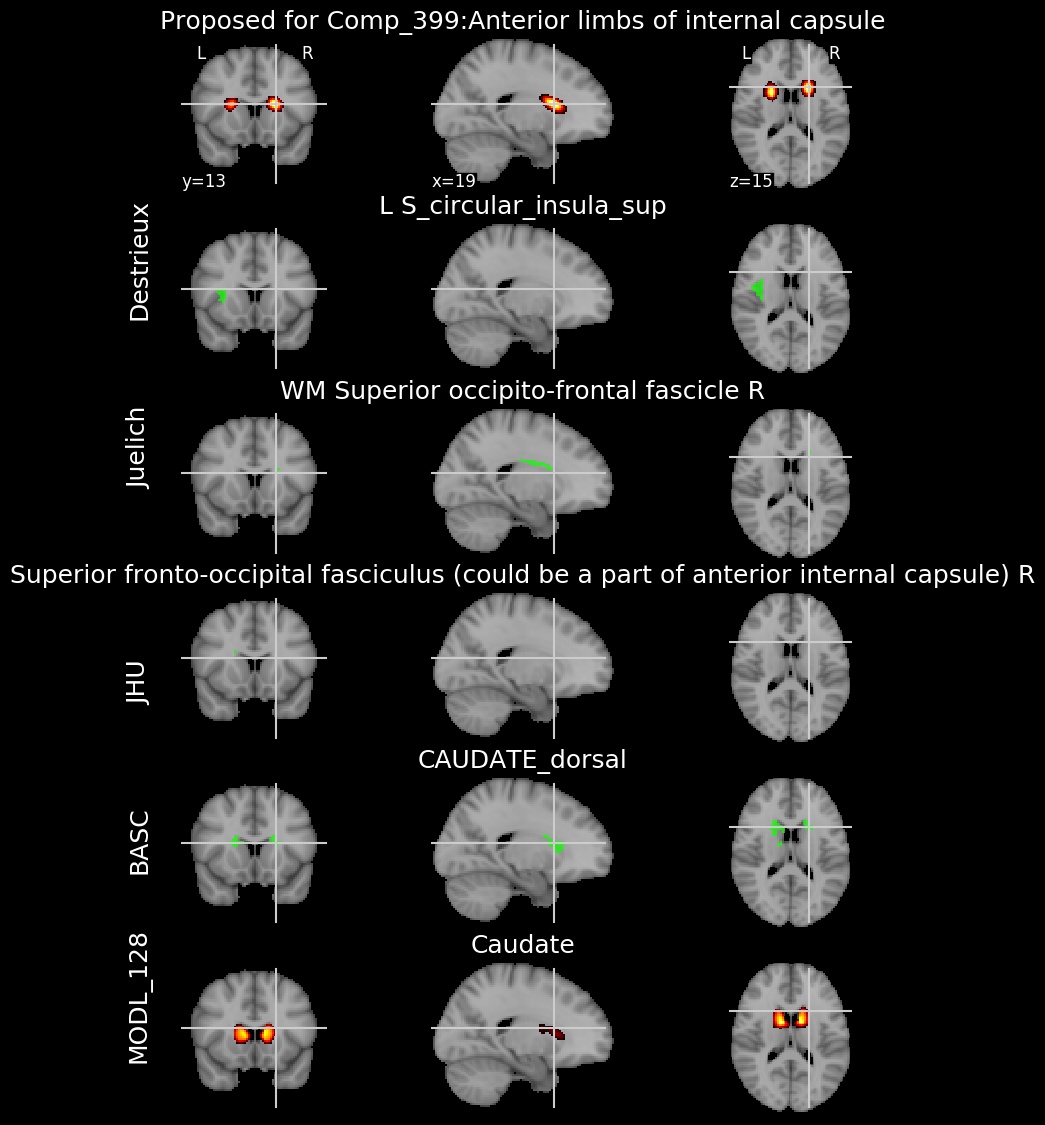 Proposed for Comp_399:Anterior limbs of internal capsule
L R L R
y=13 x=19 z=15
L S_circular_insula_sup
Destrieux
WM Superior occipito-frontal fascicle R
Juelich
Superior fronto-occipital fasciculus (could be a part of anterior internal capsule) R
JHU
CAUDATE_dorsal
BASC
Caudate
MODL_128